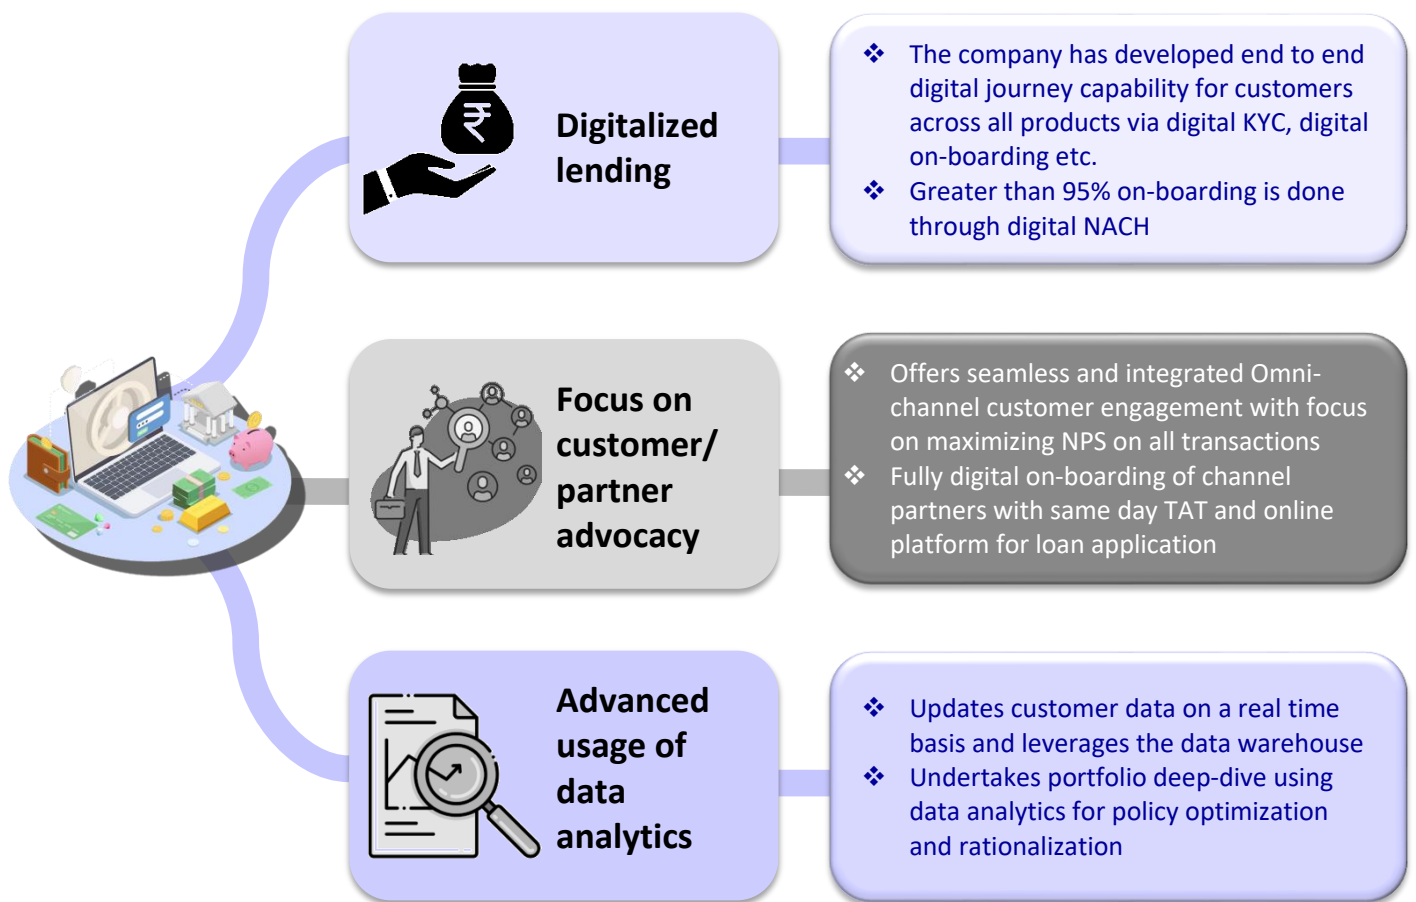 Digitalized
lending
❖ The company has developed end to end
digital journey capability for customers
across all products via digital KYC, digital
on-boarding etc.
❖ Greater than 95% on-boarding is done
through digital NACH
Focus on
customer/
partner
advocacy
❖ Offers seamless and integrated Omni-
channel customer engagement with focus
on maximizing NPS on all transactions
❖ Fully digital on-boarding of channel
partners with same day TAT and online
platform for loan application
Advanced
usage of
data
analytics
❖ Updates customer data on a real time
basis and leverages the data warehouse
❖ Undertakes portfolio deep-dive using
data analytics for policy optimization
and rationalization